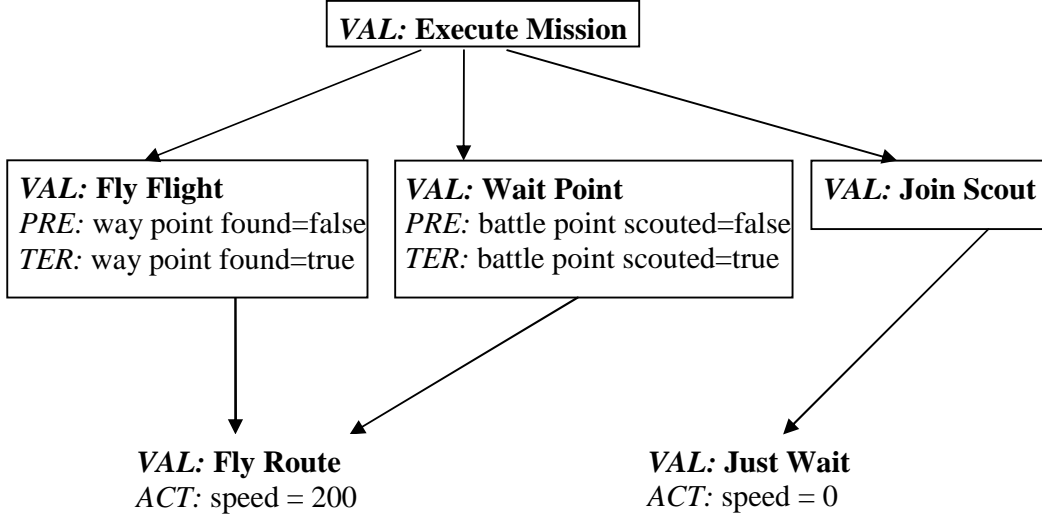 VAL: Execute Mission
VAL: Fly Flight
PRE: way point found=false
TER: way point found=true
VAL: Wait Point
PRE: battle point scouted=false
TER: battle point scouted=true
VAL: Join Scout
VAL: Fly Route
ACT: speed = 200
VAL: Just Wait
ACT: speed = 0